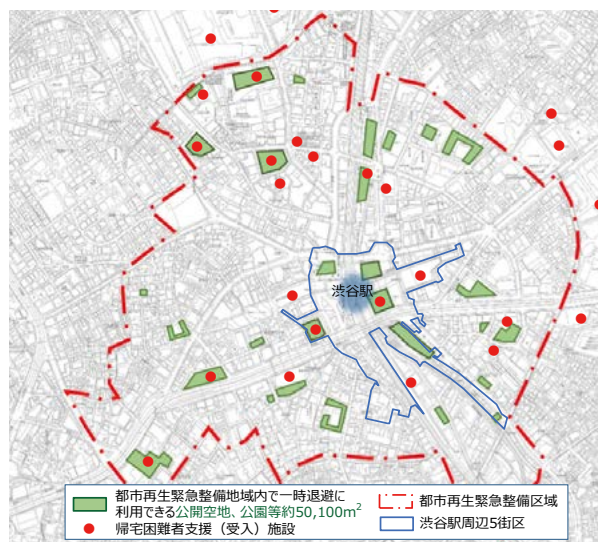 渋谷駅
都市再生緊急整備地域内で一時退避に
利用できる公開空地、公園等約50,100m²
帰宅困難者支援（受入）施設
都市再生緊急整備区域
渋谷駅周辺5街区